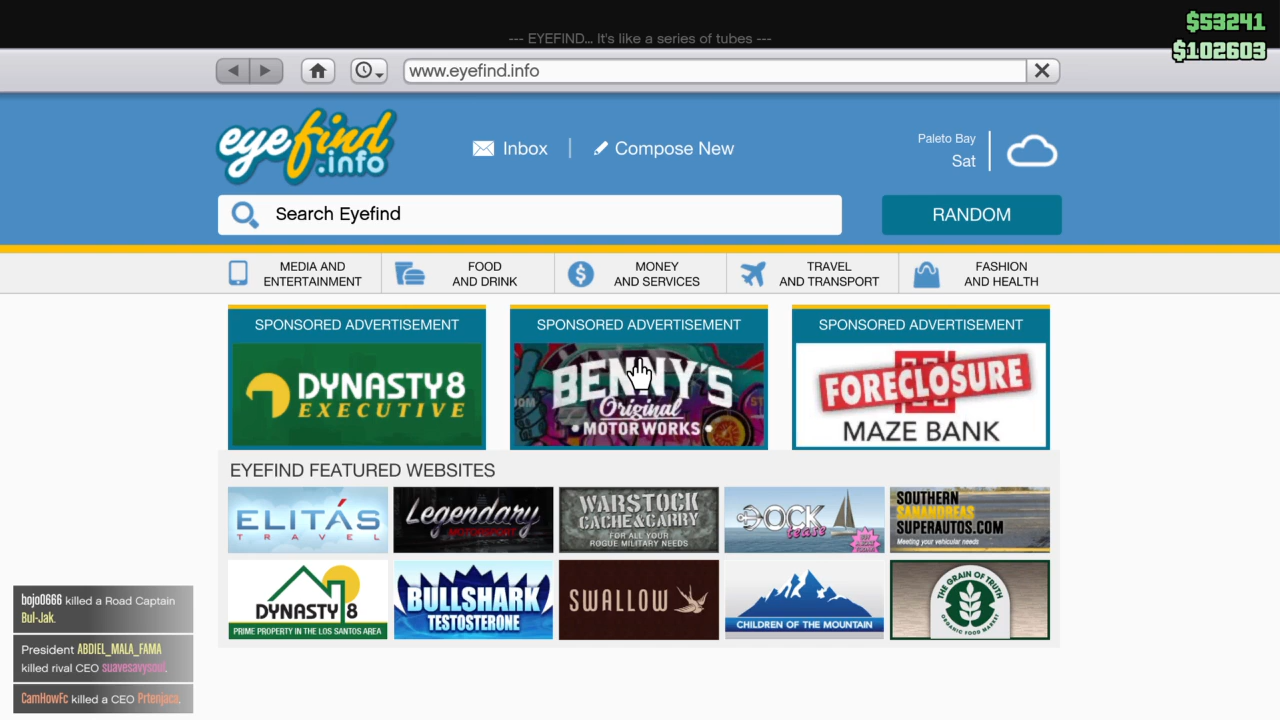 --- EYEFIND... It's like a series of tubes ---
$53241
$102603
www.eyefind.info
eyefind
.info
Inbox
Compose New
Paleto Bay
Sat
Search Eyefind
RANDOM
MEDIA AND
ENTERTAINMENT
FOOD
AND DRINK
MONEY
AND SERVICES
TRAVEL
AND TRANSPORT
FASHION
AND HEALTH
SPONSORED ADVERTISEMENT
DYNASTY 8
EXECUTIVE
SPONSORED ADVERTISEMENT
BENNY'S
Original
MOTOR WORKS
SPONSORED ADVERTISEMENT
FORECLOSURE
MAZE BANK
EYEFIND FEATURED WEBSITES
ELITÁS
TRAVEL
Legendary
MOTORSPORT
WARSTOCK
CACHE & CARRY
FOR ALL YOUR
ROGUE MILITARY NEEDS
DOCK
tease
SOUTHERN
SANANDREAS
SUPERAUTOS.COM
Meeting your vehicular needs
DYNASTY 8
PRIME PROPERTY IN THE LOS SANTOS AREA
BULLSHARK
TESTOSTERONE
SWALLOW
CHILDREN OF THE MOUNTAIN
THE GRAIN OF TRUTH
ORGANIC FOOD MARKET
bojo0666 killed a Road Captain
Bul-Jak.
President ABDIEL_MALA_FAMA
killed rival CEO suavesavysoul.
CamHowFc killed a CEO Prtenjaca.